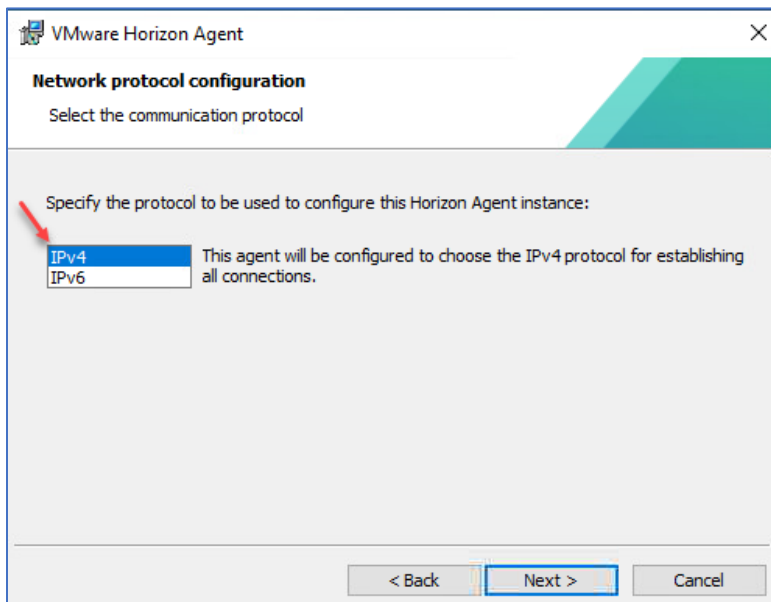 VMware Horizon Agent
Network protocol configuration
Select the communication protocol
Specify the protocol to be used to configure this Horizon Agent instance:
IPv4
IPv6
This agent will be configured to choose the IPv4 protocol for establishing
all connections.
< Back
Next >
Cancel